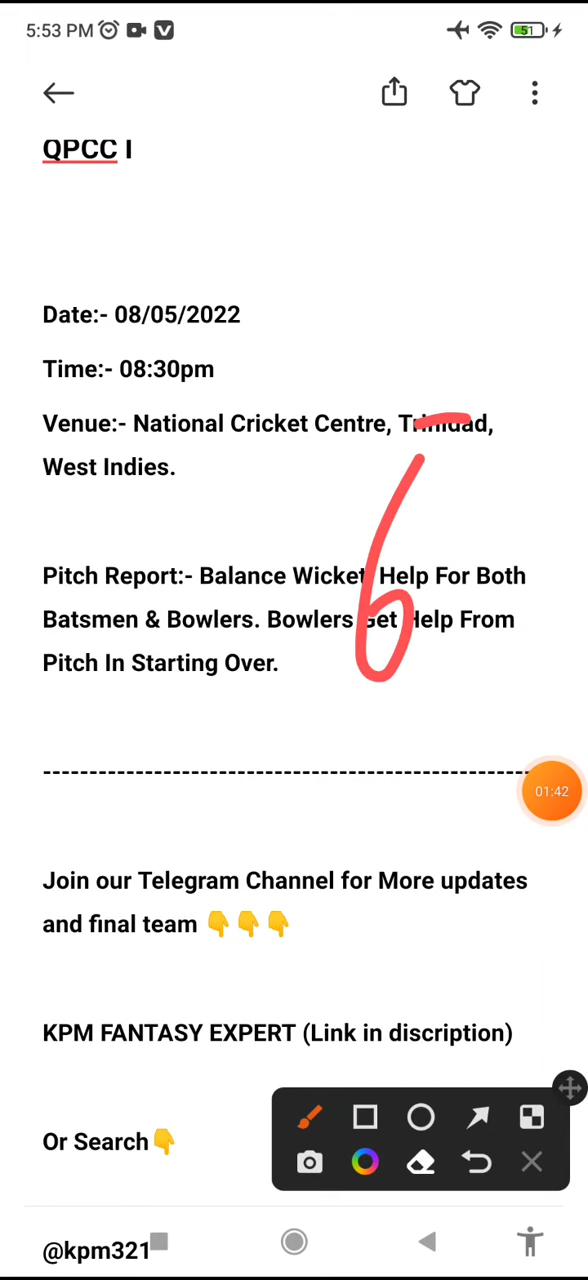 5:53 PM
51
QPCC I
Date:- 08/05/2022
Time:- 08:30pm
Venue:- National Cricket Centre, Trinidad,
West Indies.
Pitch Report:- Balance Wicket, Help For Both
Batsmen & Bowlers. Bowlers Get Help From
Pitch In Starting Over.
6
------------------------------------------------------
01:42
Join our Telegram Channel for More updates
and final team 👇👇👇
KPM FANTASY EXPERT (Link in discription)
Or Search👇
@kpm321